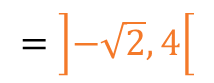 = ]−√2, 4[